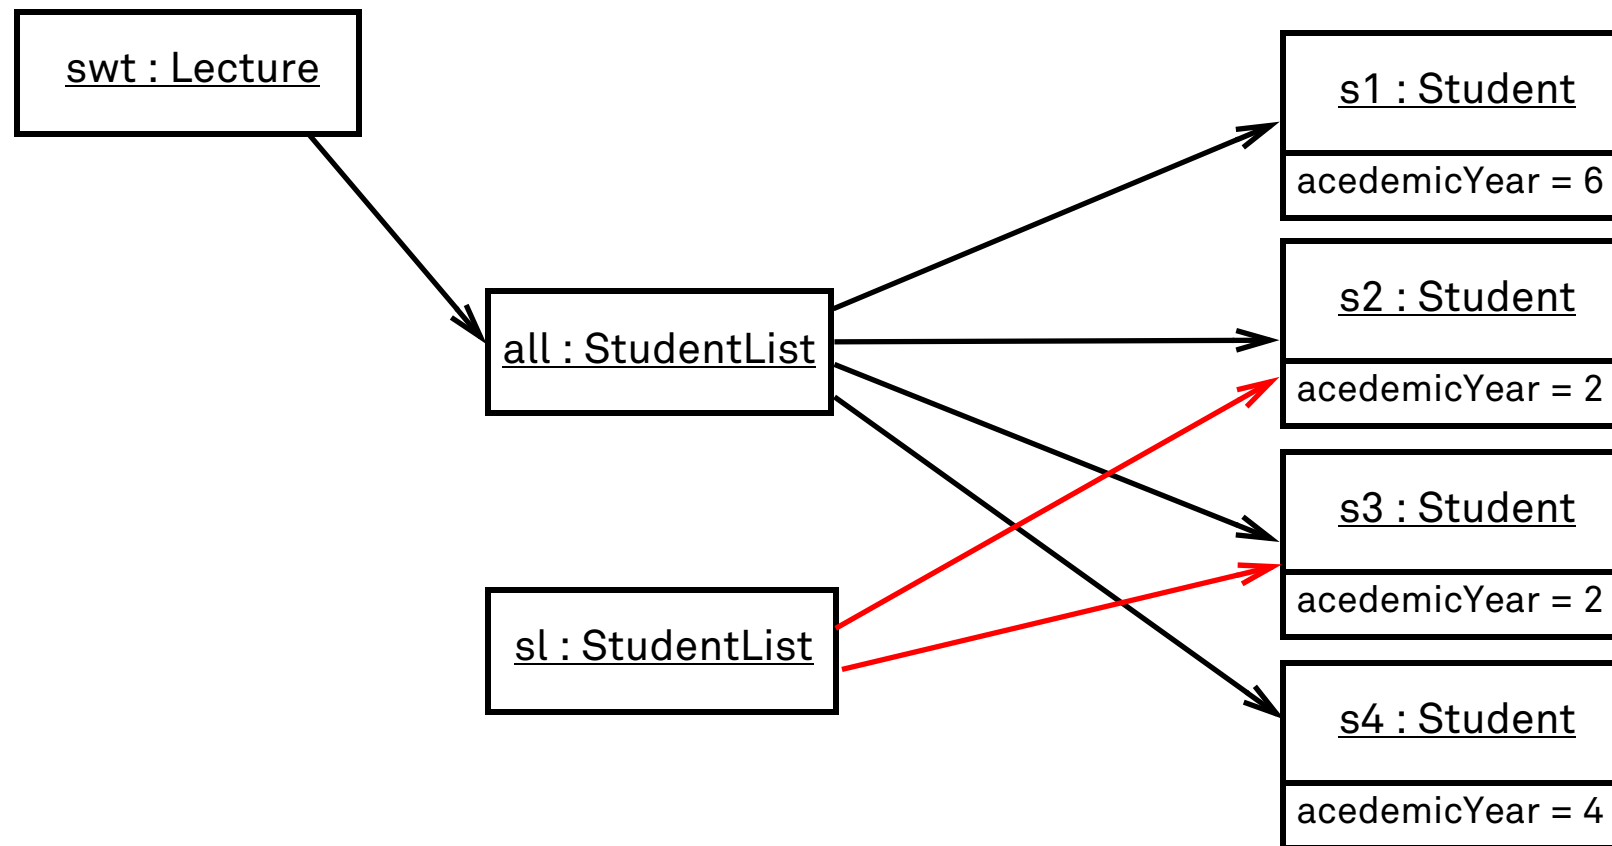 swt : Lecture
s1 : Student
acedemicYear = 6
s2 : Student
acedemicYear = 2
all : StudentList
s3 : Student
acedemicYear = 2
sl : StudentList
s4 : Student
acedemicYear = 4